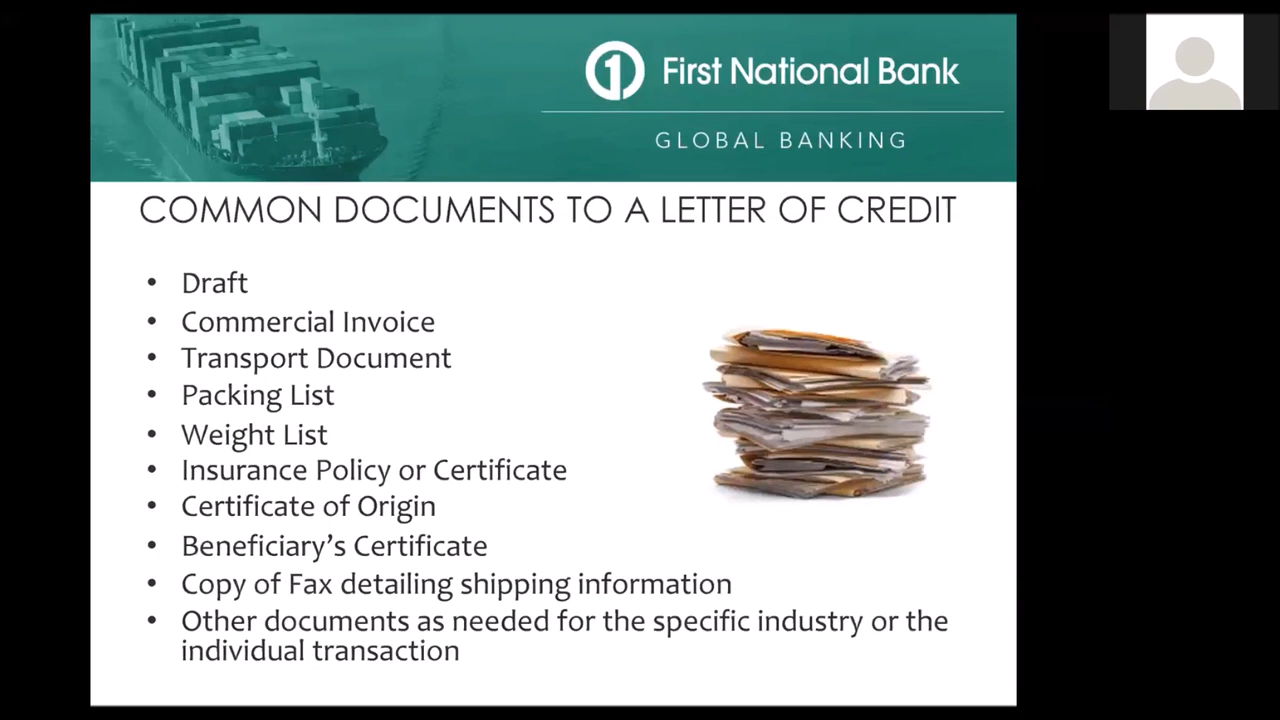 1 First National Bank
GLOBAL BANKING
COMMON DOCUMENTS TO A LETTER OF CREDIT
• Draft
• Commercial Invoice
• Transport Document
• Packing List
• Weight List
• Insurance Policy or Certificate
• Certificate of Origin
• Beneficiary’s Certificate
• Copy of Fax detailing shipping information
• Other documents as needed for the specific industry or the
individual transaction